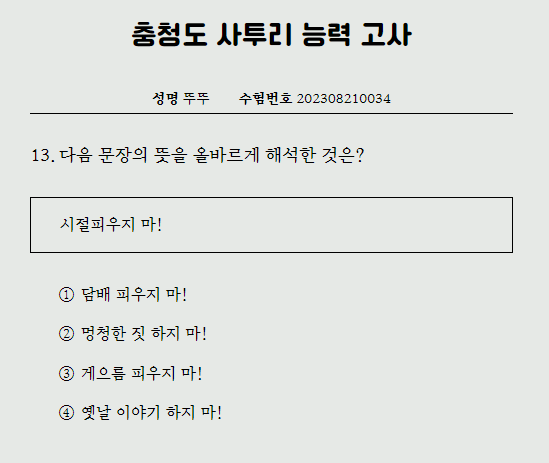 충청도 사투리 능력 고사
성명 뚜뚜 수험번호 202308210034
13. 다음 문장의 뜻을 올바르게 해석한 것은?
시절피우지 마!
① 담배 피우지 마!
② 멍청한 짓 하지 마!
③ 게으름 피우지 마!
④ 옛날 이야기 하지 마!